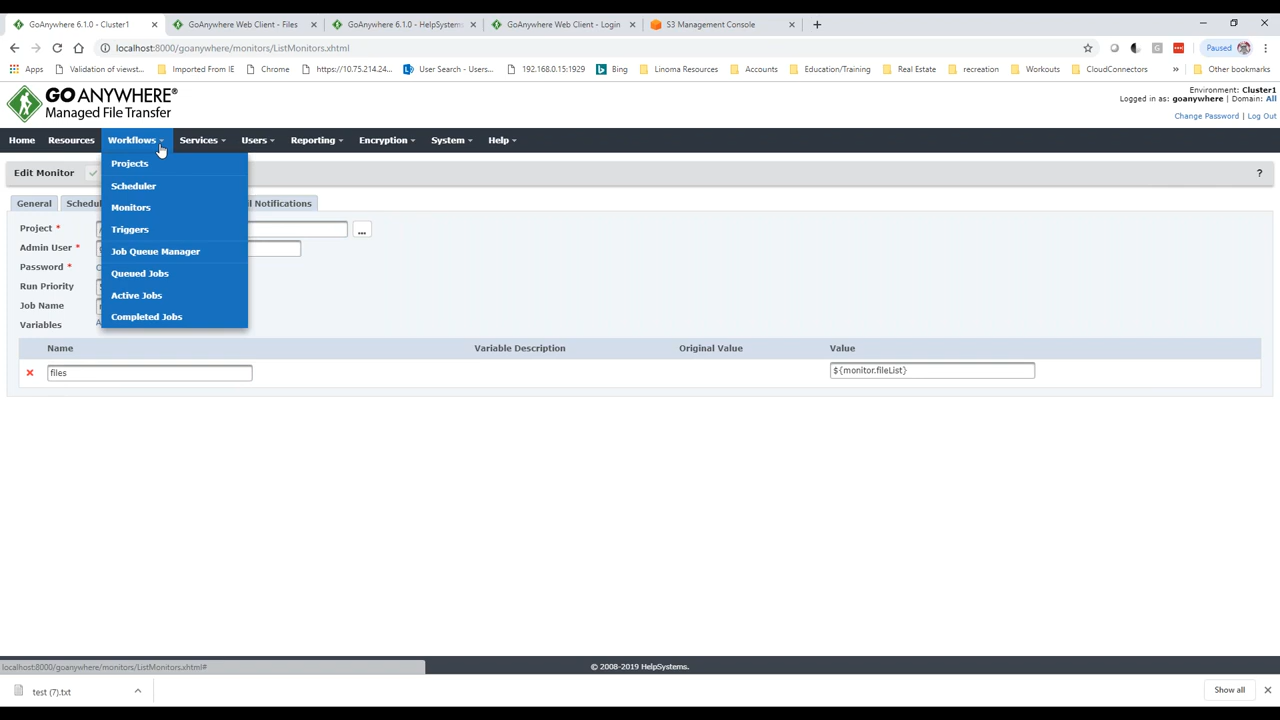 GoAnywhere 6.1.0 - Cluster1
GoAnywhere Web Client - Files
GoAnywhere 6.1.0 - HelpSystems
GoAnywhere Web Client - Login
S3 Management Console
localhost:8000/goanywhere/monitors/ListMonitors.xhtml
Paused
Apps
Validation of viewst...
Imported From IE
Chrome
https://10.75.214.24...
User Search - Users...
192.168.0.15:1929
Bing
Linoma Resources
Accounts
Education/Training
Real Estate
recreation
Workouts
CloudConnectors
»
Other bookmarks
GOANYWHERE®
Managed File Transfer
Environment: Cluster1
Logged in as: goanywhere | Domain: All
Change Password | Log Out
Home
Resources
Workflows
Services
Users
Reporting
Encryption
System
Help
Projects
Scheduler
Monitors
Triggers
Job Queue Manager
Queued Jobs
Active Jobs
Completed Jobs
Edit Monitor
?
General
Schedu
l Notifications
Project *
...
Admin User *
Password *
Run Priority
Job Name
Variables
Name
Variable Description
Original Value
Value
files
${monitor.fileList}
localhost:8000/goanywhere/monitors/ListMonitors.xhtml#
© 2008-2019 HelpSystems.
test (7).txt
Show all